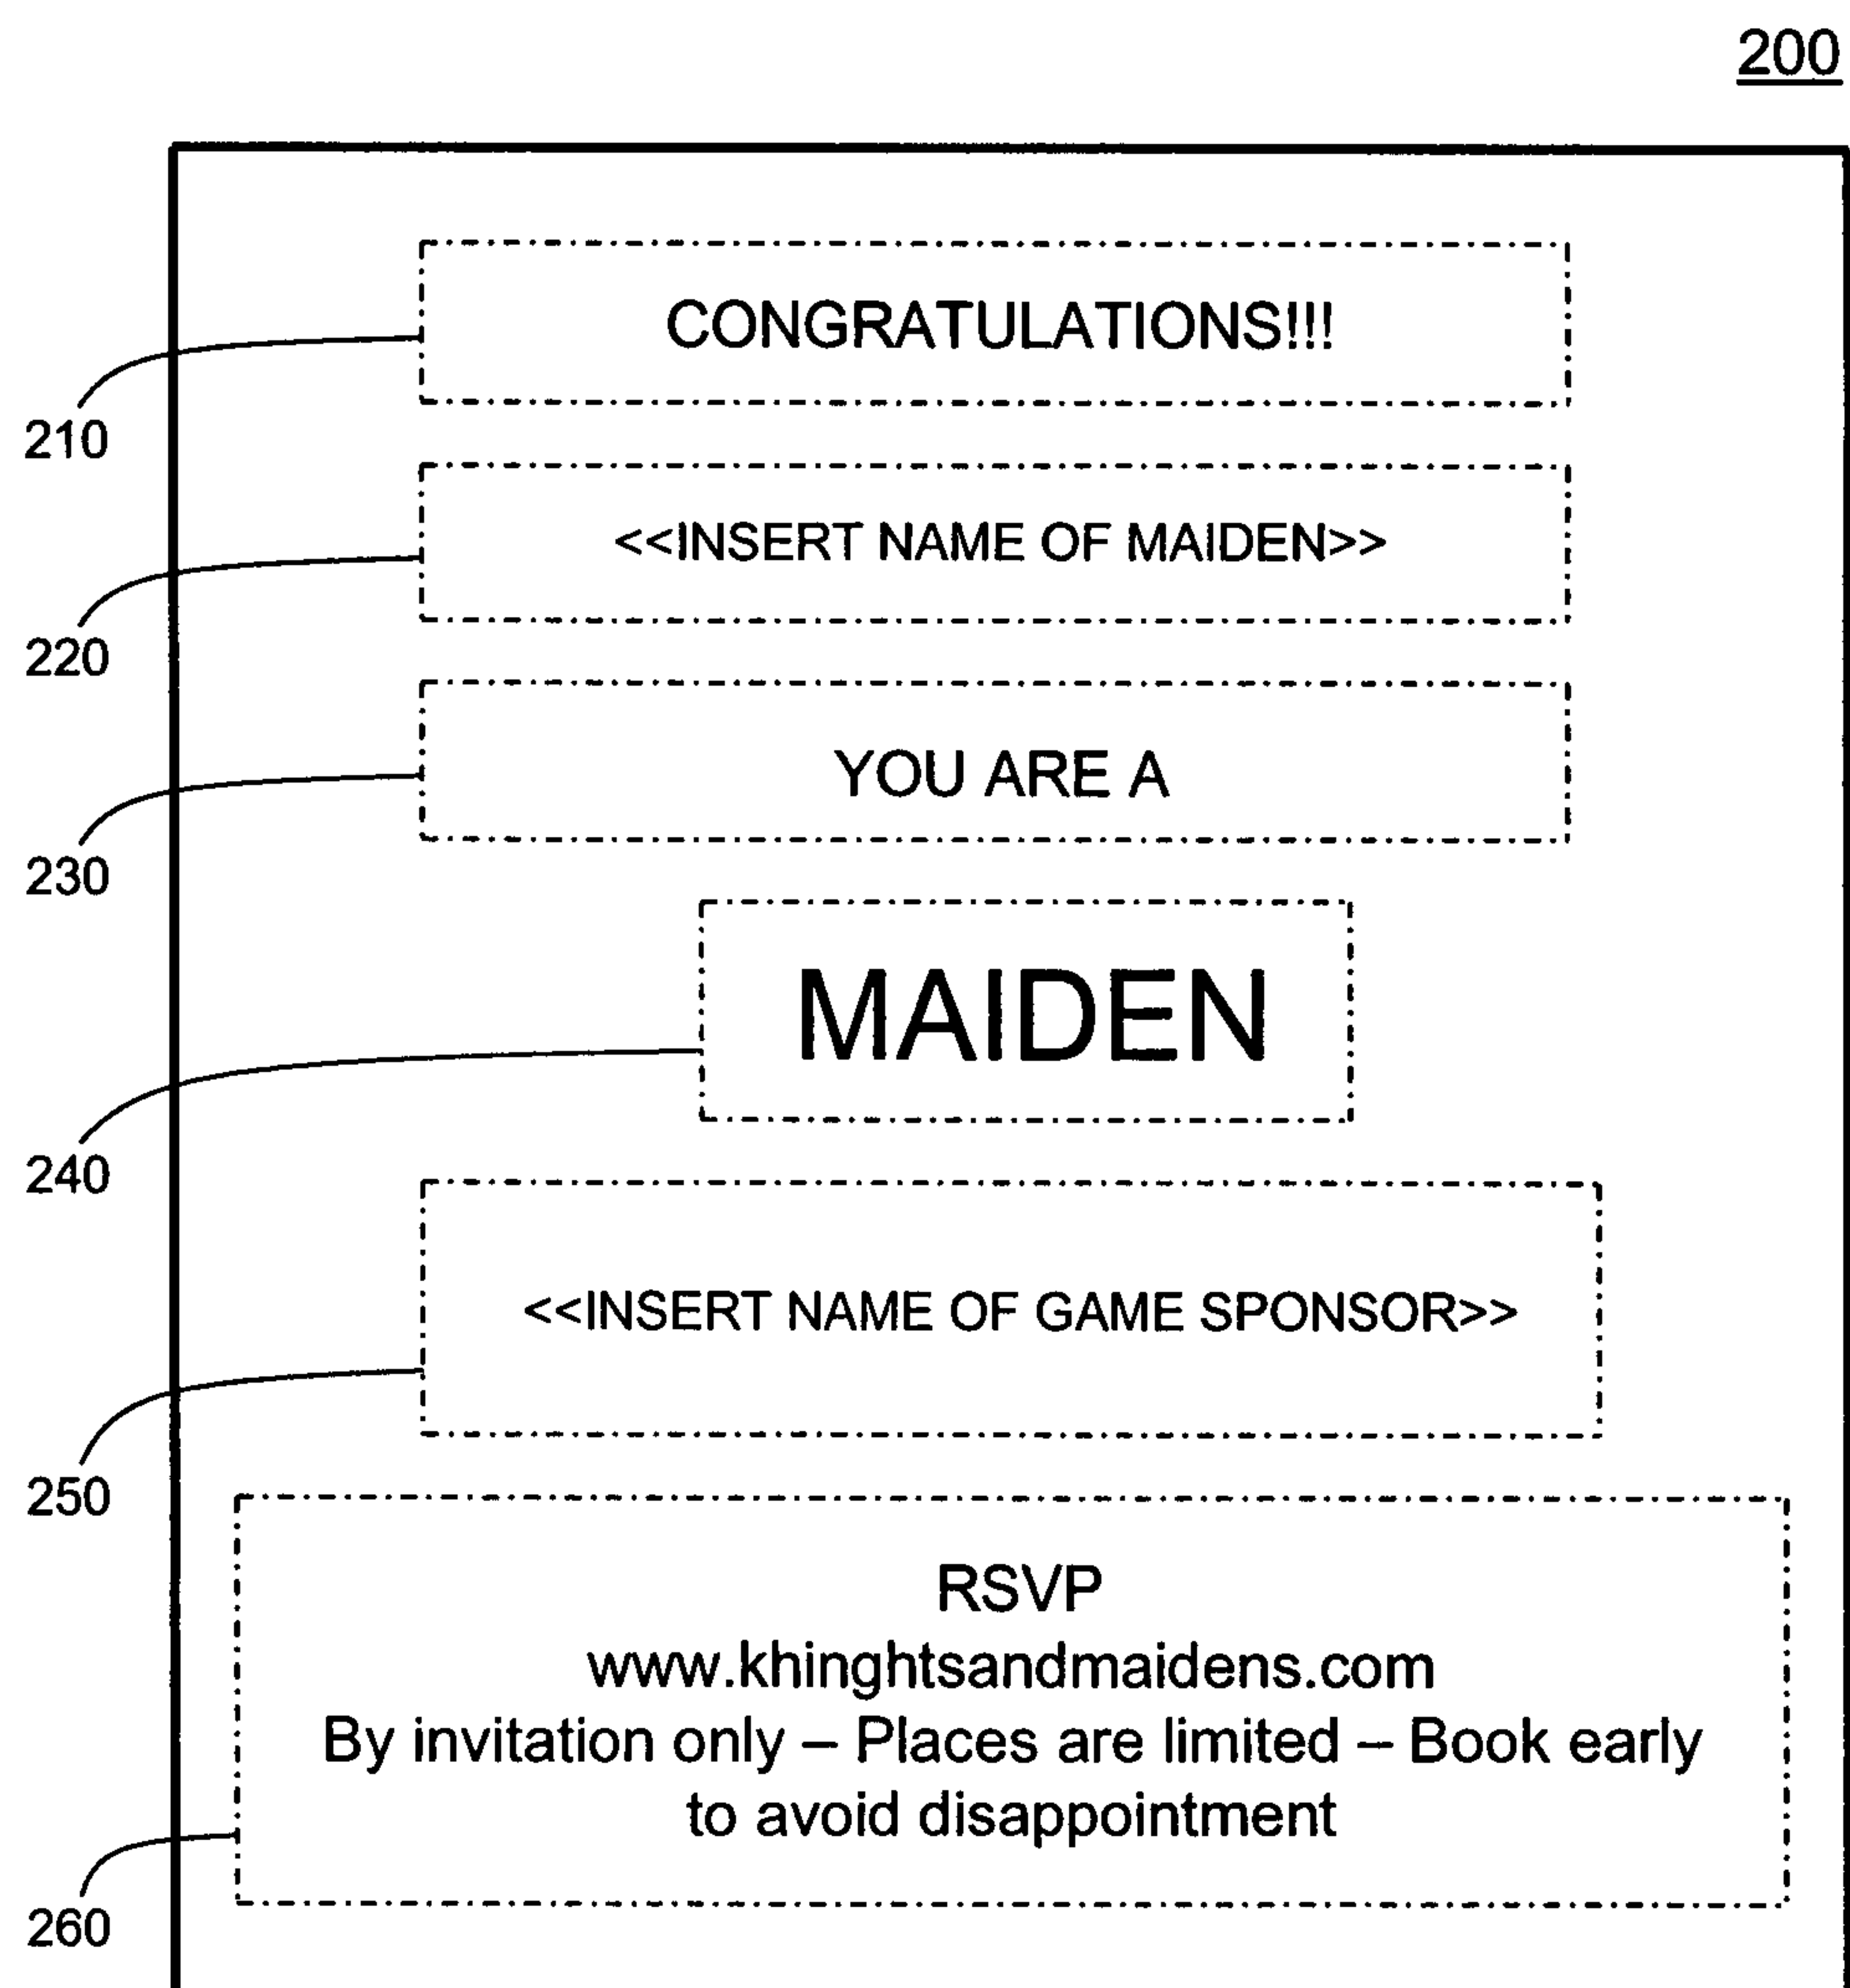 200
CONGRATULATIONS!!!
210
<<INSERT NAME OF MAIDEN>>
220
YOU ARE A
230
MAIDEN
240
<<INSERT NAME OF GAME SPONSOR>>
250
RSVP
www.khinghtsandmaidens.com
By invitation only – Places are limited – Book early
to avoid disappointment
260